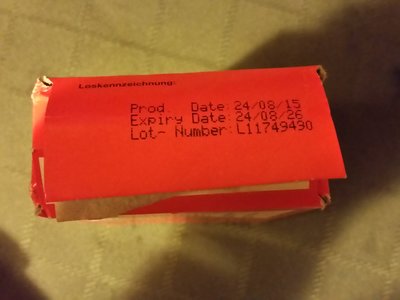 Loskennzeichnung:
Prod. Date: 24/08/15
Expiry Date: 24/08/26
Lot- Number: L11749490